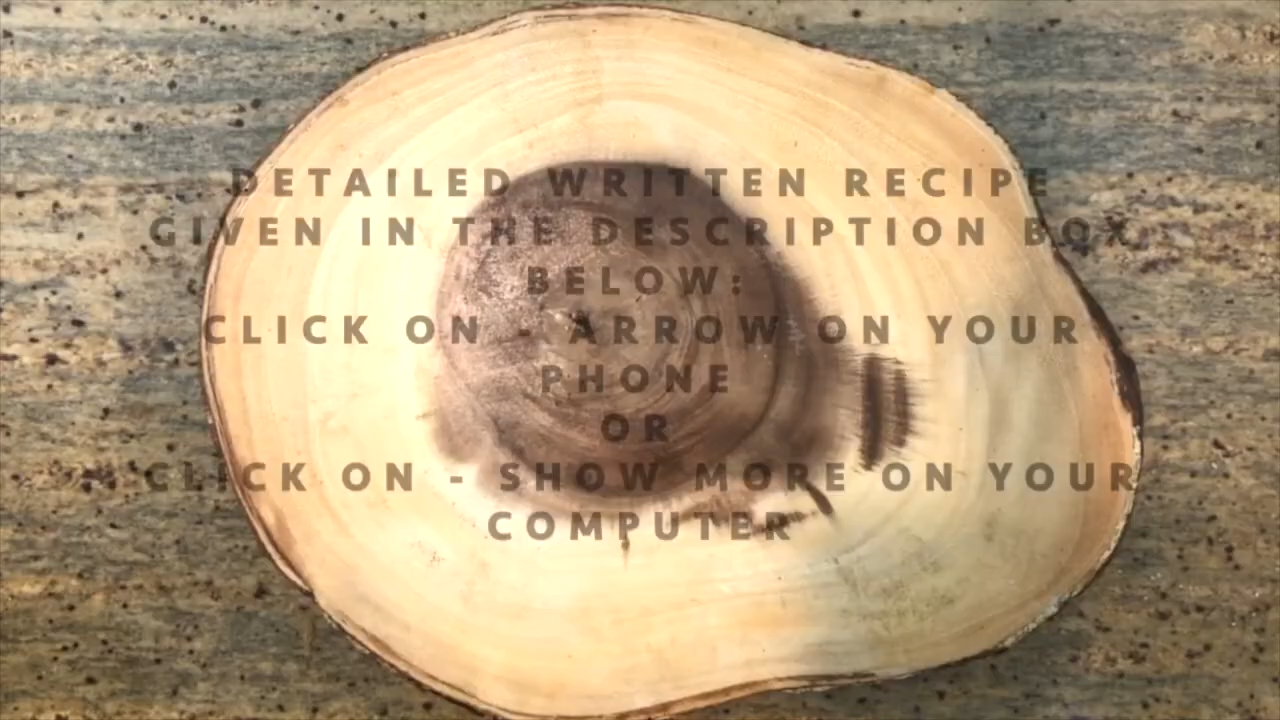 DETAILED WRITTEN RECIPE
GIVEN IN THE DESCRIPTION BOX
BELOW:
CLICK ON - ARROW ON YOUR
PHONE
OR
CLICK ON - SHOW MORE ON YOUR
COMPUTER